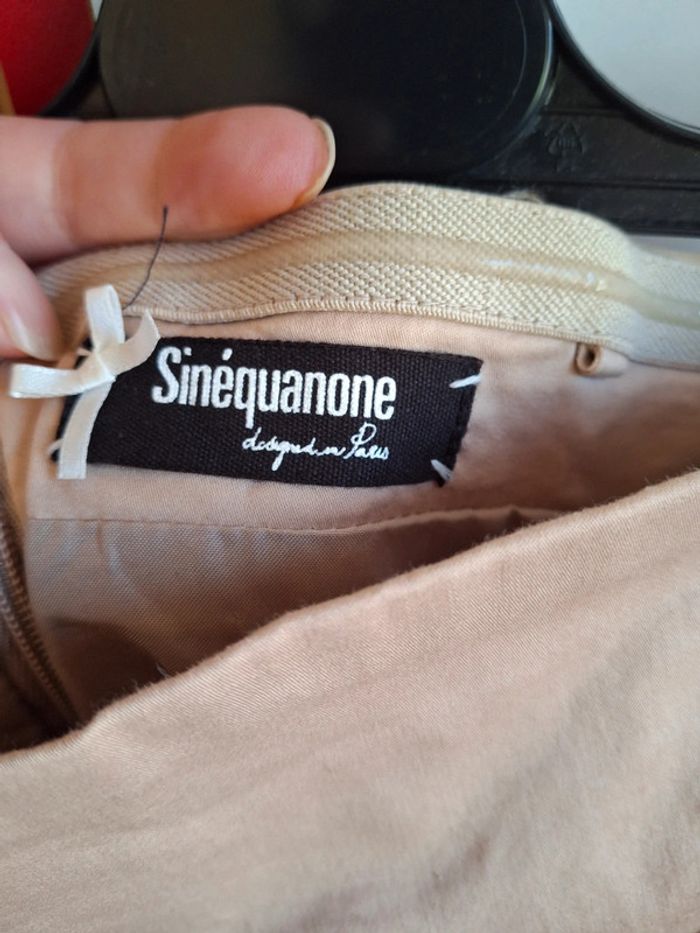 Sinéquanone
designed in Paris